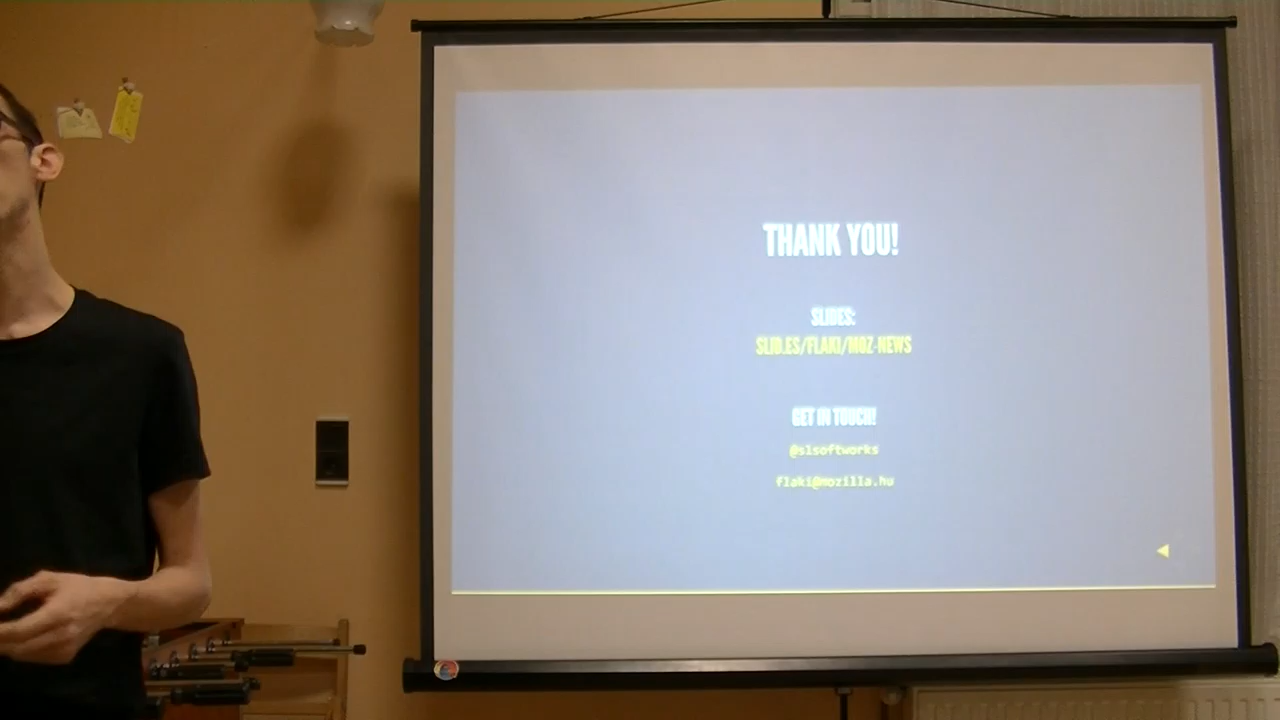 THANK YOU!
SLIDES:
SLID.ES/FLAKI/MOZ-NEWS
GET IN TOUCH!
@slsoftworks
flaki@mozilla.hu